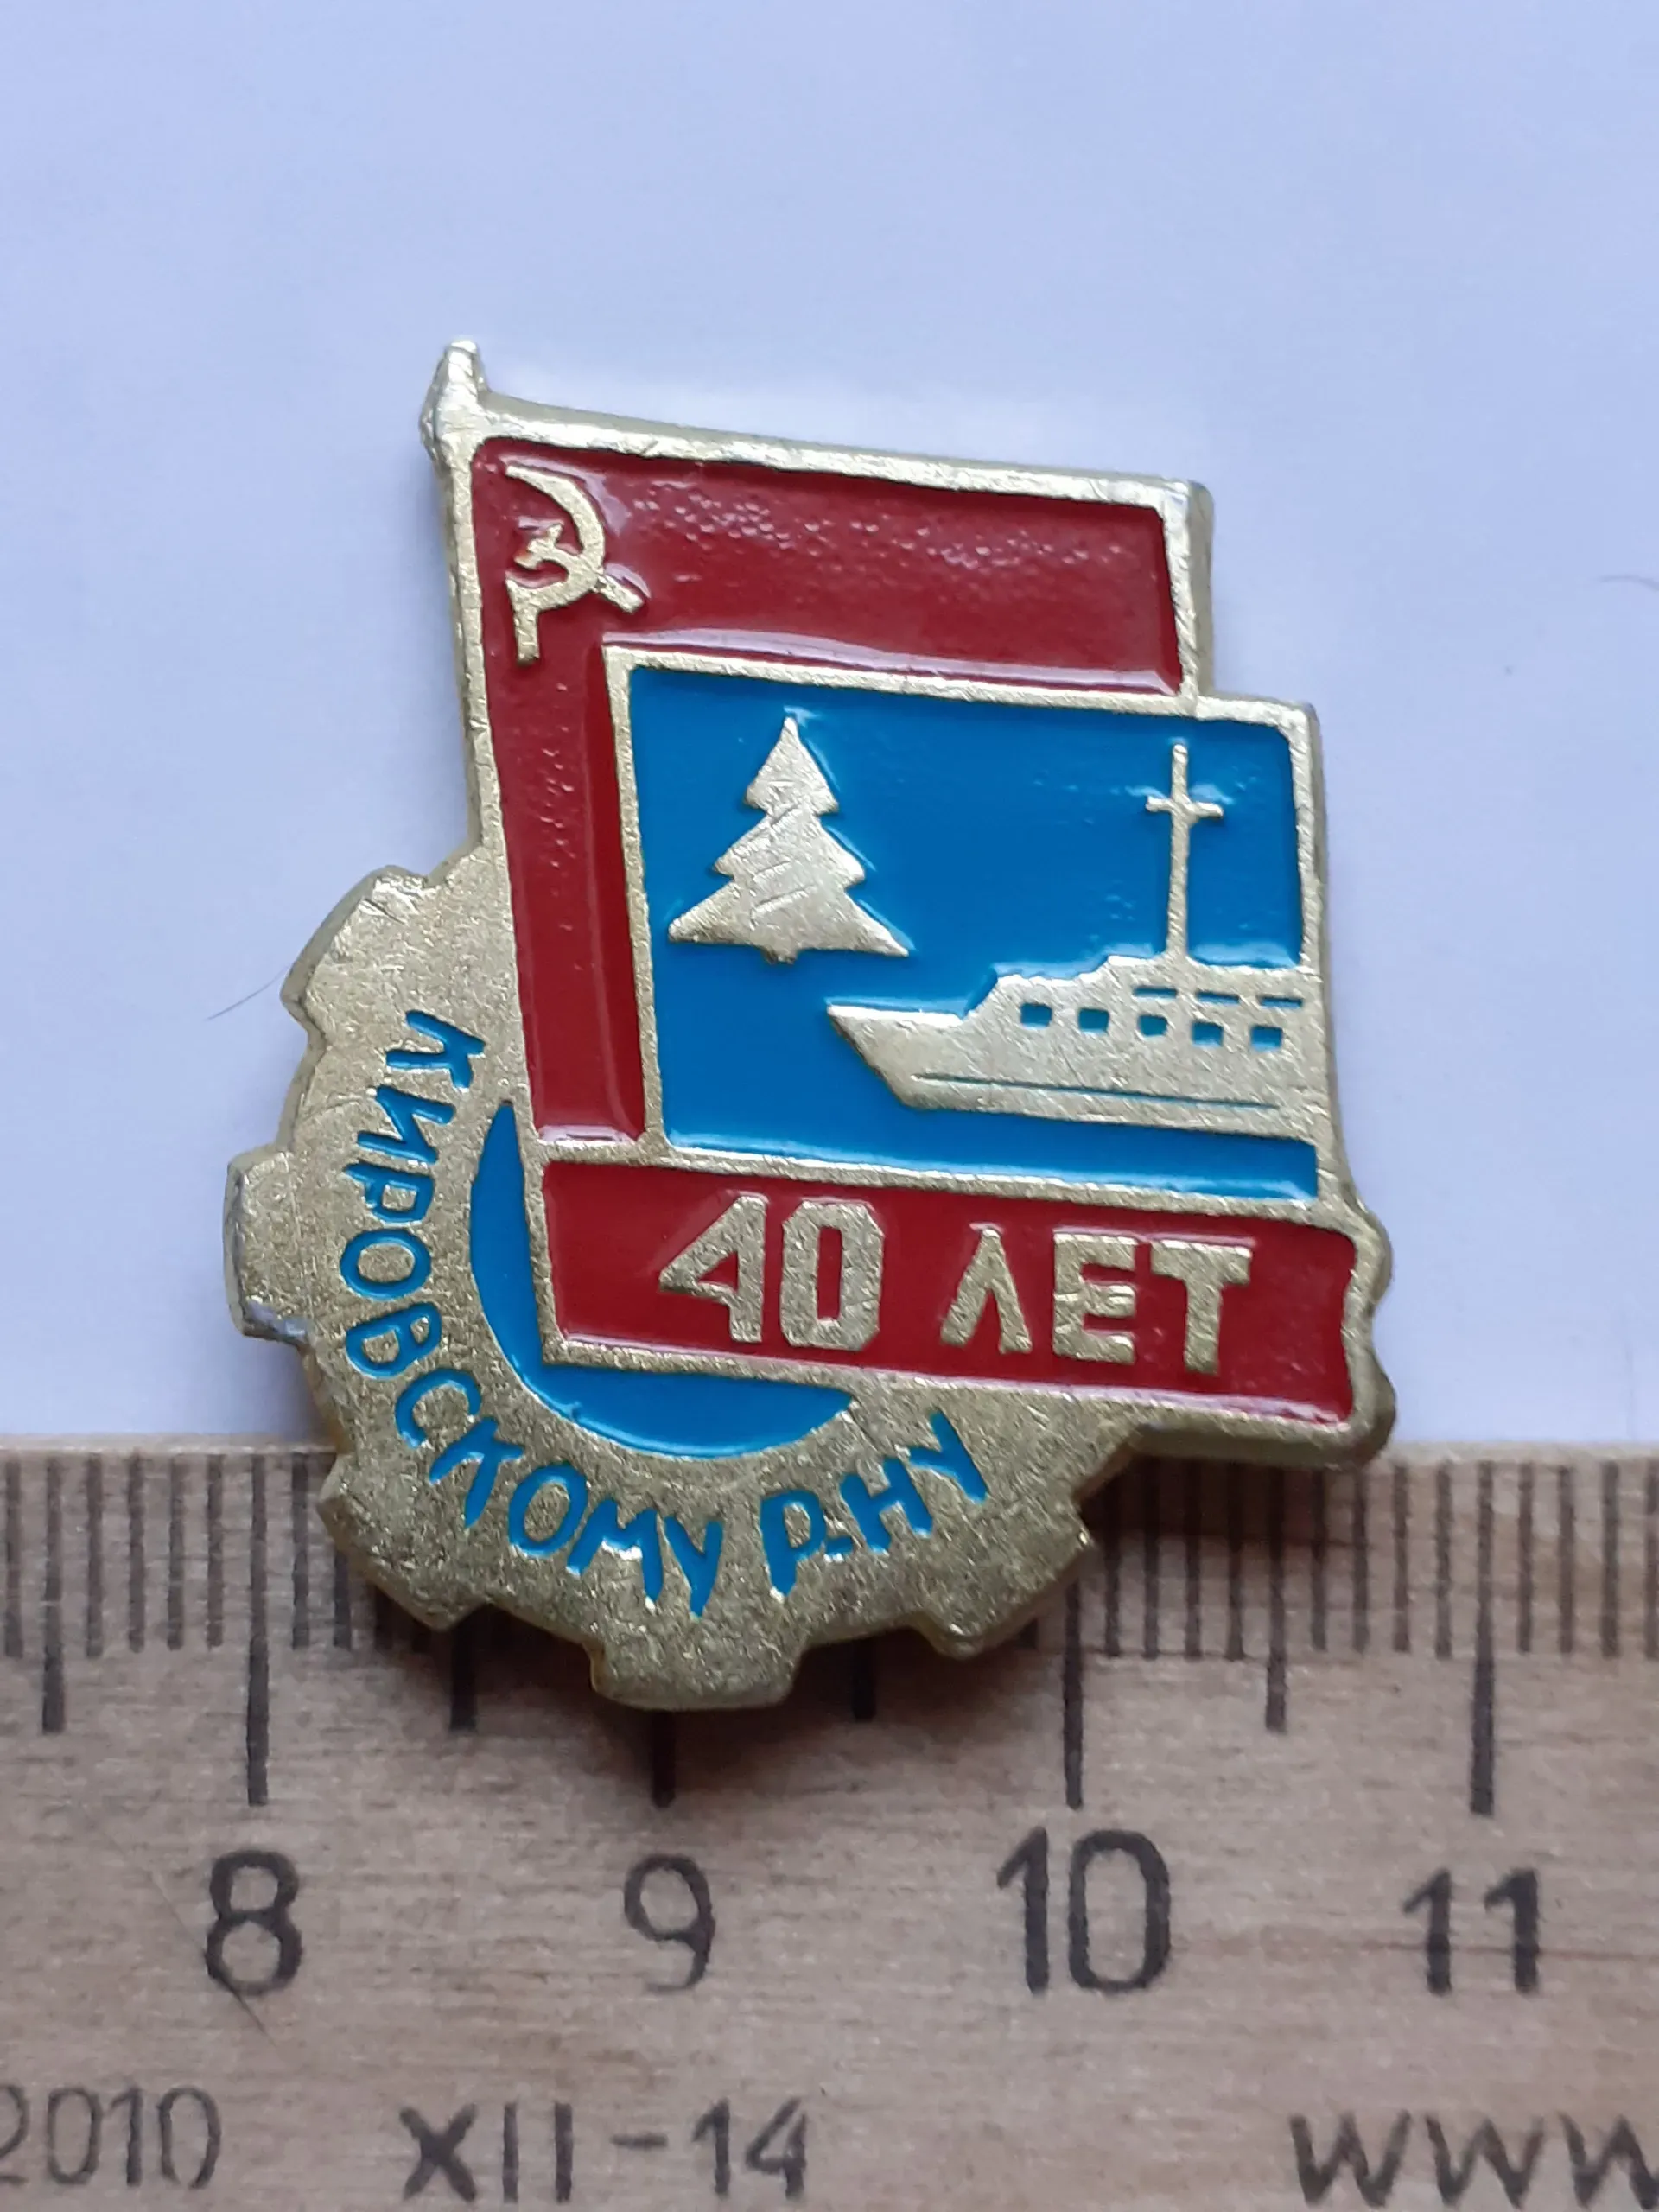 40 ЛЕТ
КИРОВСКОМУ Р-НУ
8 9 10 11
2010 XII-14 www